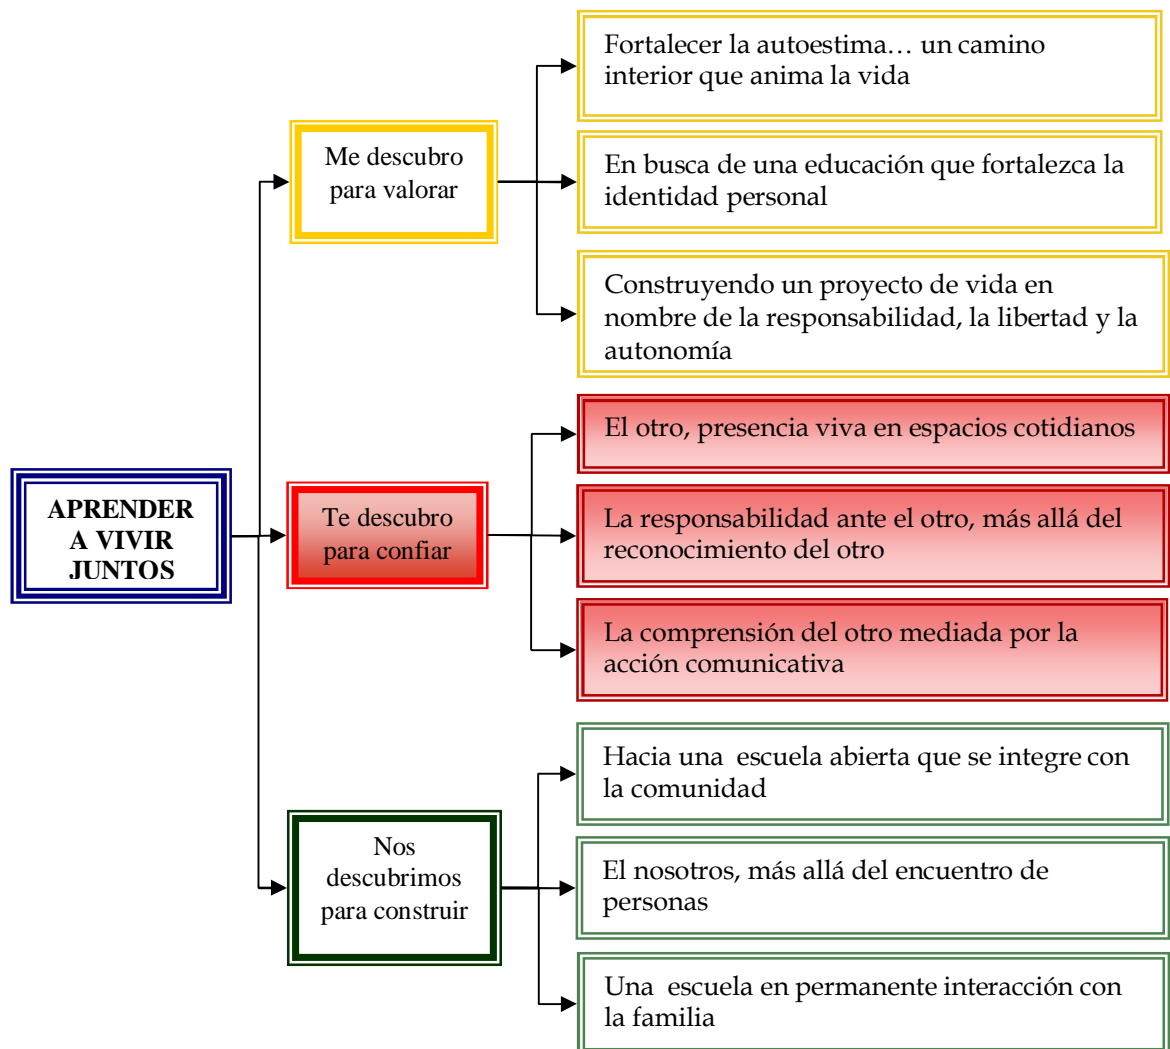 Fortalecer la autoestima… un camino
interior que anima la vida
Me descubro
para valorar
En busca de una educación que fortalezca la
identidad personal
Construyendo un proyecto de vida en
nombre de la responsabilidad, la libertad y la
autonomía
APRENDER
A VIVIR
JUNTOS
Te descubro
para confiar
El otro, presencia viva en espacios cotidianos
La responsabilidad ante el otro, más allá del
reconocimiento del otro
La comprensión del otro mediada por la
acción comunicativa
Nos
descubrimos
para construir
Hacia una  escuela abierta que se integre con
la comunidad
El nosotros, más allá del encuentro de
personas
Una  escuela en permanente interacción con
la familia